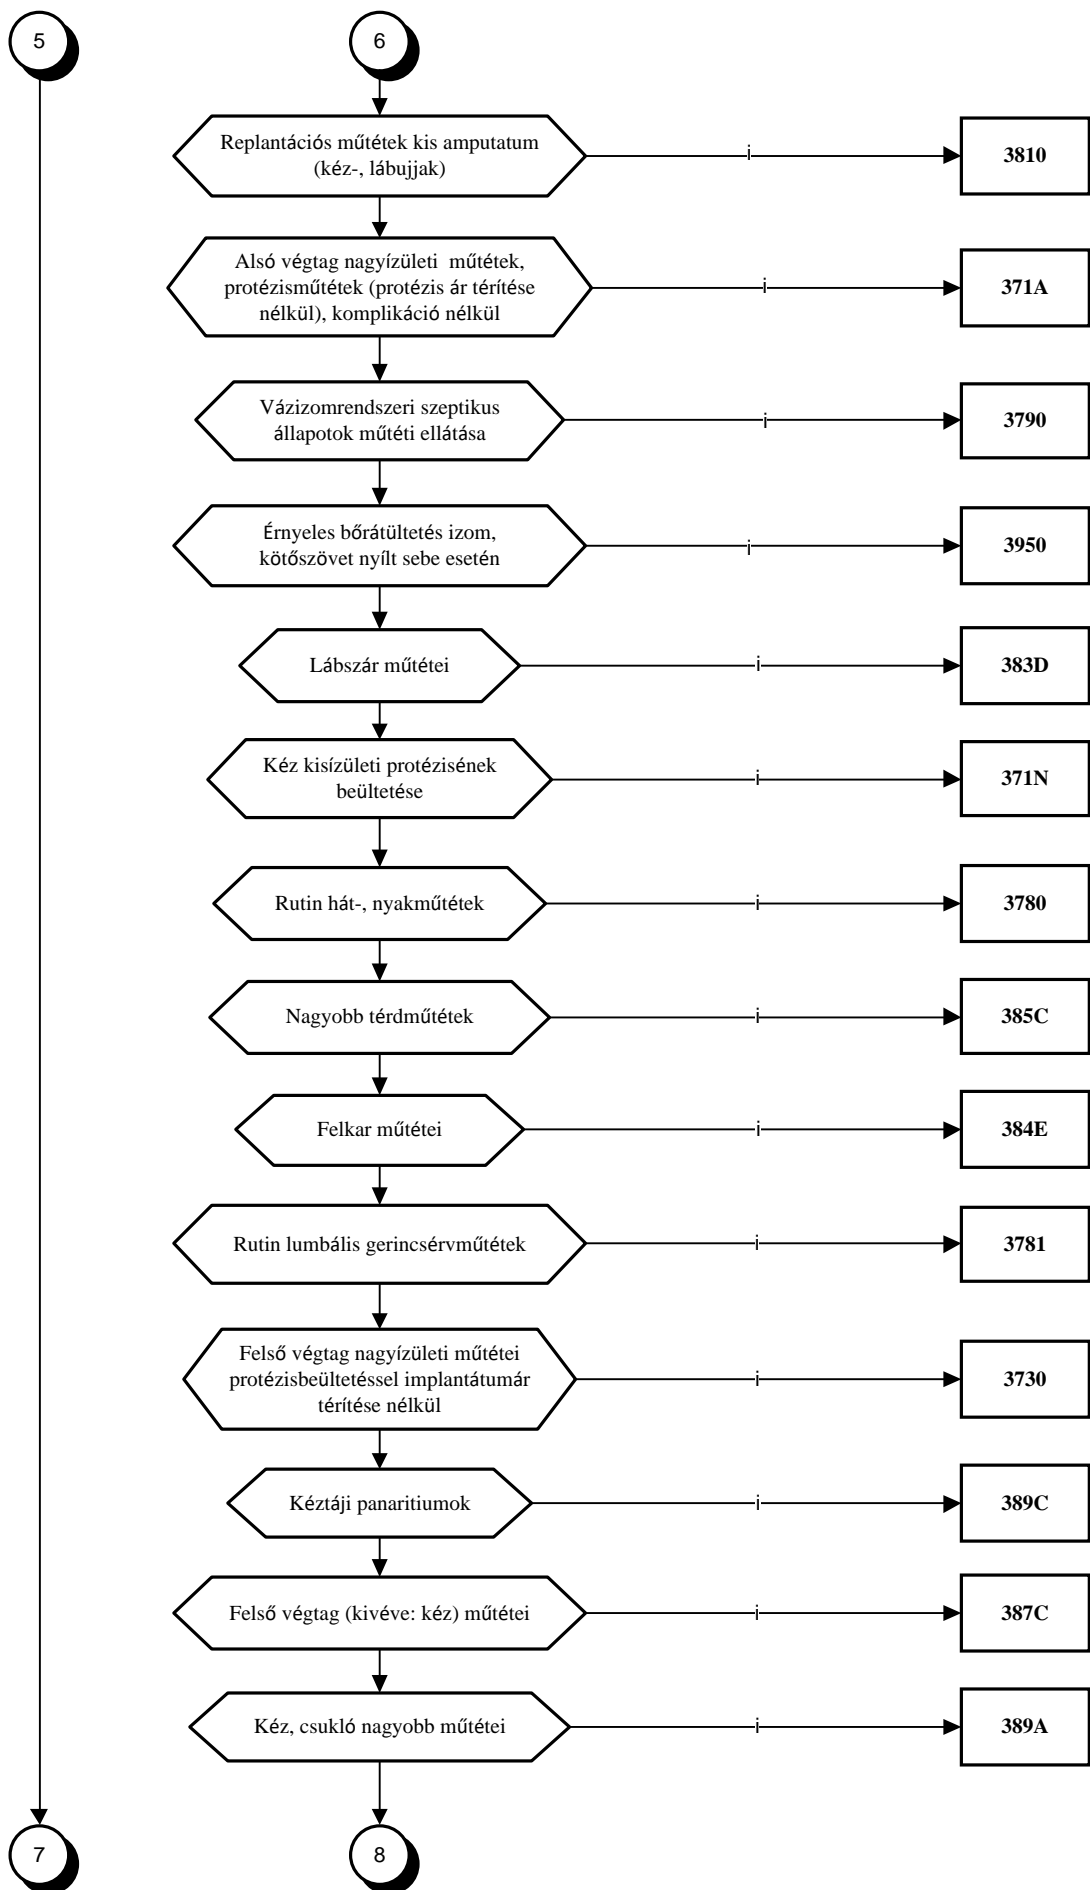 5
6
Replantációs műtétek kis amputatum
(kéz-, lábujjak)
i
3810
Alsó végtag nagyízületi műtétek,
protézisműtétek (protézis ár térítése
nélkül), komplikáció nélkül
i
371A
Vázizomrendszeri szeptikus
állapotok műtéti ellátása
i
3790
Érnyeles bőrátültetés izom,
kötőszövet nyílt sebe esetén
i
3950
Lábszár műtétei
i
383D
Kéz kisízületi protézisének
beültetése
i
371N
Rutin hát-, nyakműtétek
i
3780
Nagyobb térdműtétek
i
385C
Felkar műtétei
i
384E
Rutin lumbális gerincsérvműtétek
i
3781
Felső végtag nagyízületi műtétei
protézisbeültetéssel implantátumár
térítése nélkül
i
3730
Kéztáji panaritiumok
i
389C
Felső végtag (kivéve: kéz) műtétei
i
387C
Kéz, csukló nagyobb műtétei
i
389A
7
8